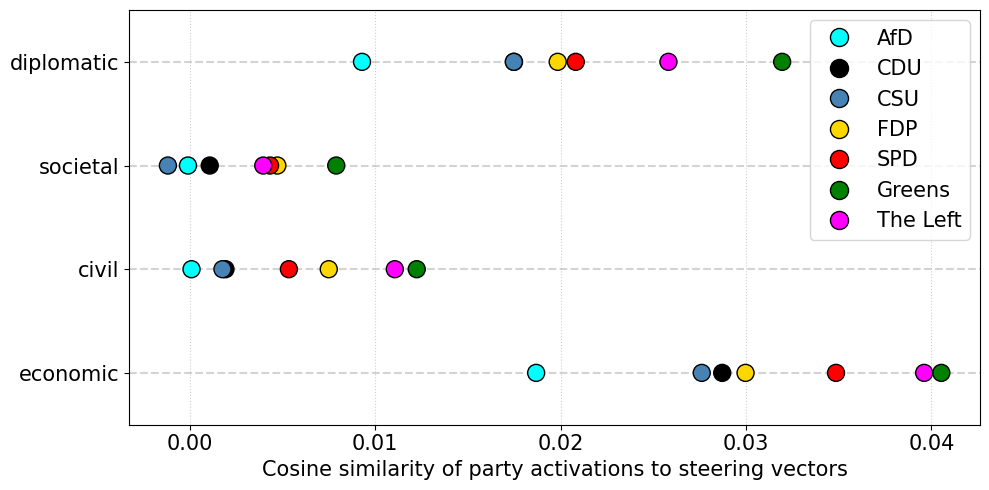 diplomatic
societal
civil
economic
AfD
CDU
CSU
FDP
SPD
Greens
The Left
0.00 0.01 0.02 0.03 0.04
Cosine similarity of party activations to steering vectors